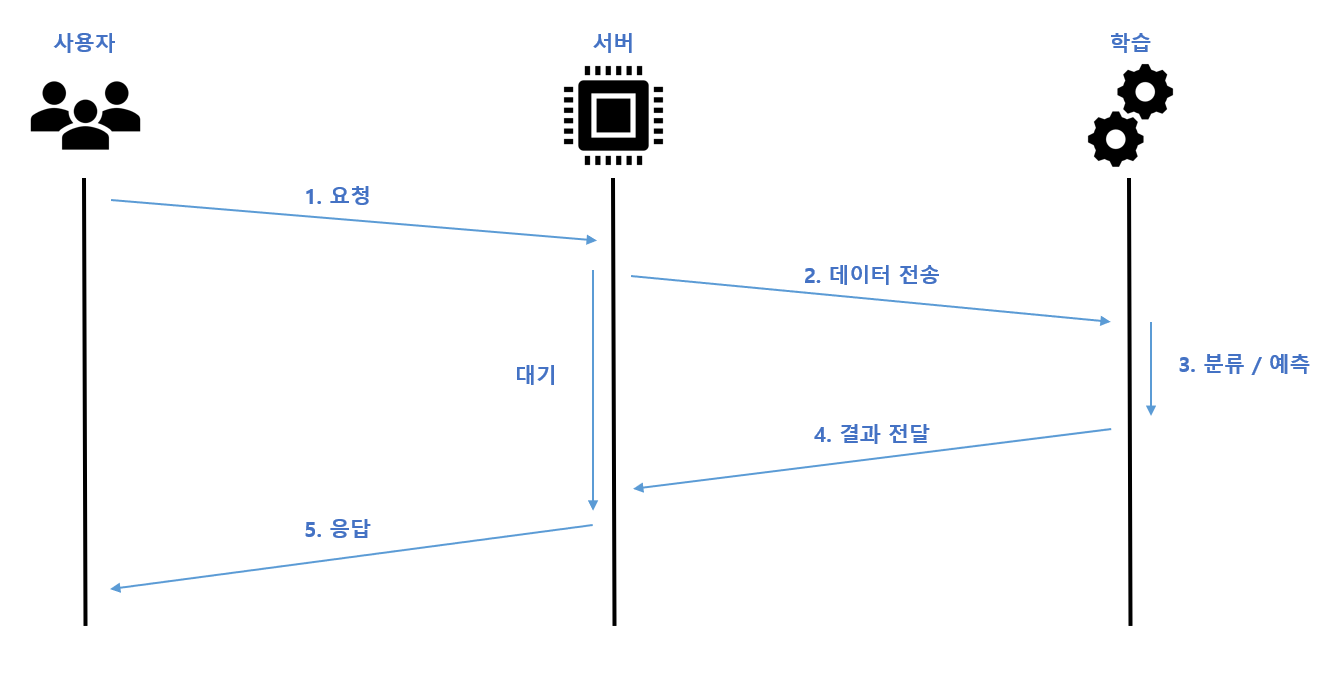 사용자
서버
학습
1. 요청
2. 데이터 전송
3. 분류 / 예측
대기
4. 결과 전달
5. 응답